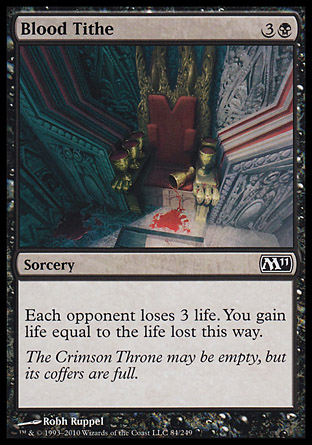 Blood Tithe 3
Sorcery M11
Each opponent loses 3 life. You gain
life equal to the life lost this way.
The Crimson Throne may be empty, but
its coffers are full.
Robh Ruppel
™ & © 1993–2010 Wizards of the Coast LLC 84/249